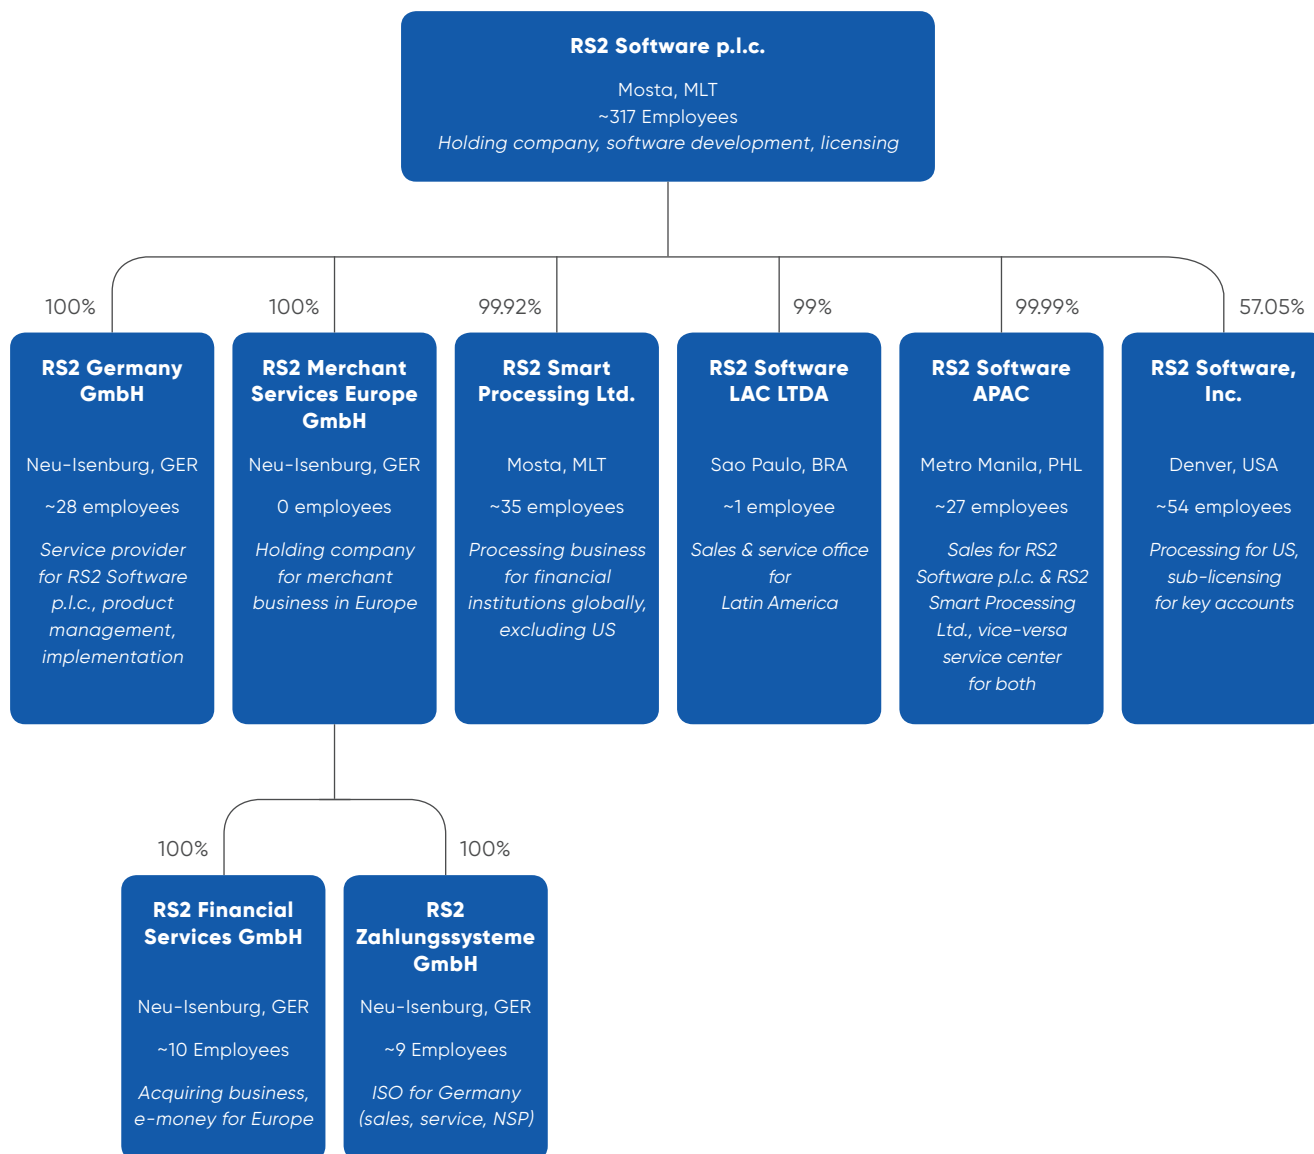 RS2 Software p.l.c.
Mosta, MLT
~317 Employees
Holding company, software development, licensing
100%
100%
99.92%
99%
99.99%
57.05%
RS2 Germany
GmbH
Neu-Isenburg, GER
~28 employees
Service provider
for RS2 Software
p.l.c., product
management,
implementation
RS2 Merchant
Services Europe
GmbH
Neu-Isenburg, GER
0 employees
Holding company
for merchant
business in Europe
RS2 Smart
Processing Ltd.
Mosta, MLT
~35 employees
Processing business
for financial
institutions globally,
excluding US
RS2 Software
LAC LTDA
Sao Paulo, BRA
~1 employee
Sales & service office
for
Latin America
RS2 Software
APAC
Metro Manila, PHL
~27 employees
Sales for RS2
Software p.l.c. & RS2
Smart Processing
Ltd., vice-versa
service center
for both
RS2 Software,
Inc.
Denver, USA
~54 employees
Processing for US,
sub-licensing
for key accounts
100%
100%
RS2 Financial
Services GmbH
Neu-Isenburg, GER
~10 Employees
Acquiring business,
e-money for Europe
RS2
Zahlungssysteme
GmbH
Neu-Isenburg, GER
~9 Employees
ISO for Germany
(sales, service, NSP)